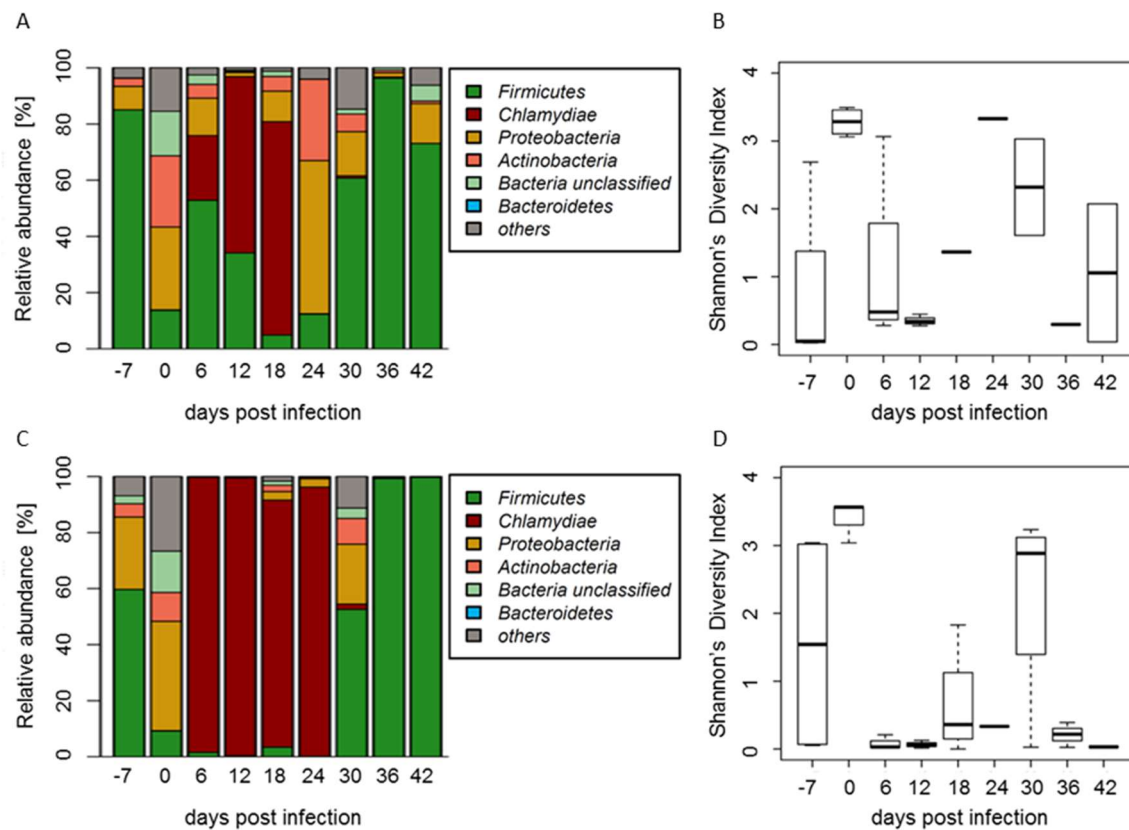 A
B
Relative abundance [%]
100
80
60
40
20
0
-7 0 6 12 18 24 30 36 42
days post infection
Firmicutes
Chlamydiae
Proteobacteria
Actinobacteria
Bacteria unclassified
Bacteroidetes
others
Shannon's Diversity Index
4
3
2
1
0
-7 0 6 12 18 24 30 36 42
days post infection
C
D
Relative abundance [%]
100
80
60
40
20
0
-7 0 6 12 18 24 30 36 42
days post infection
Firmicutes
Chlamydiae
Proteobacteria
Actinobacteria
Bacteria unclassified
Bacteroidetes
others
Shannon's Diversity Index
4
3
2
1
0
-7 0 6 12 18 24 30 36 42
days post infection